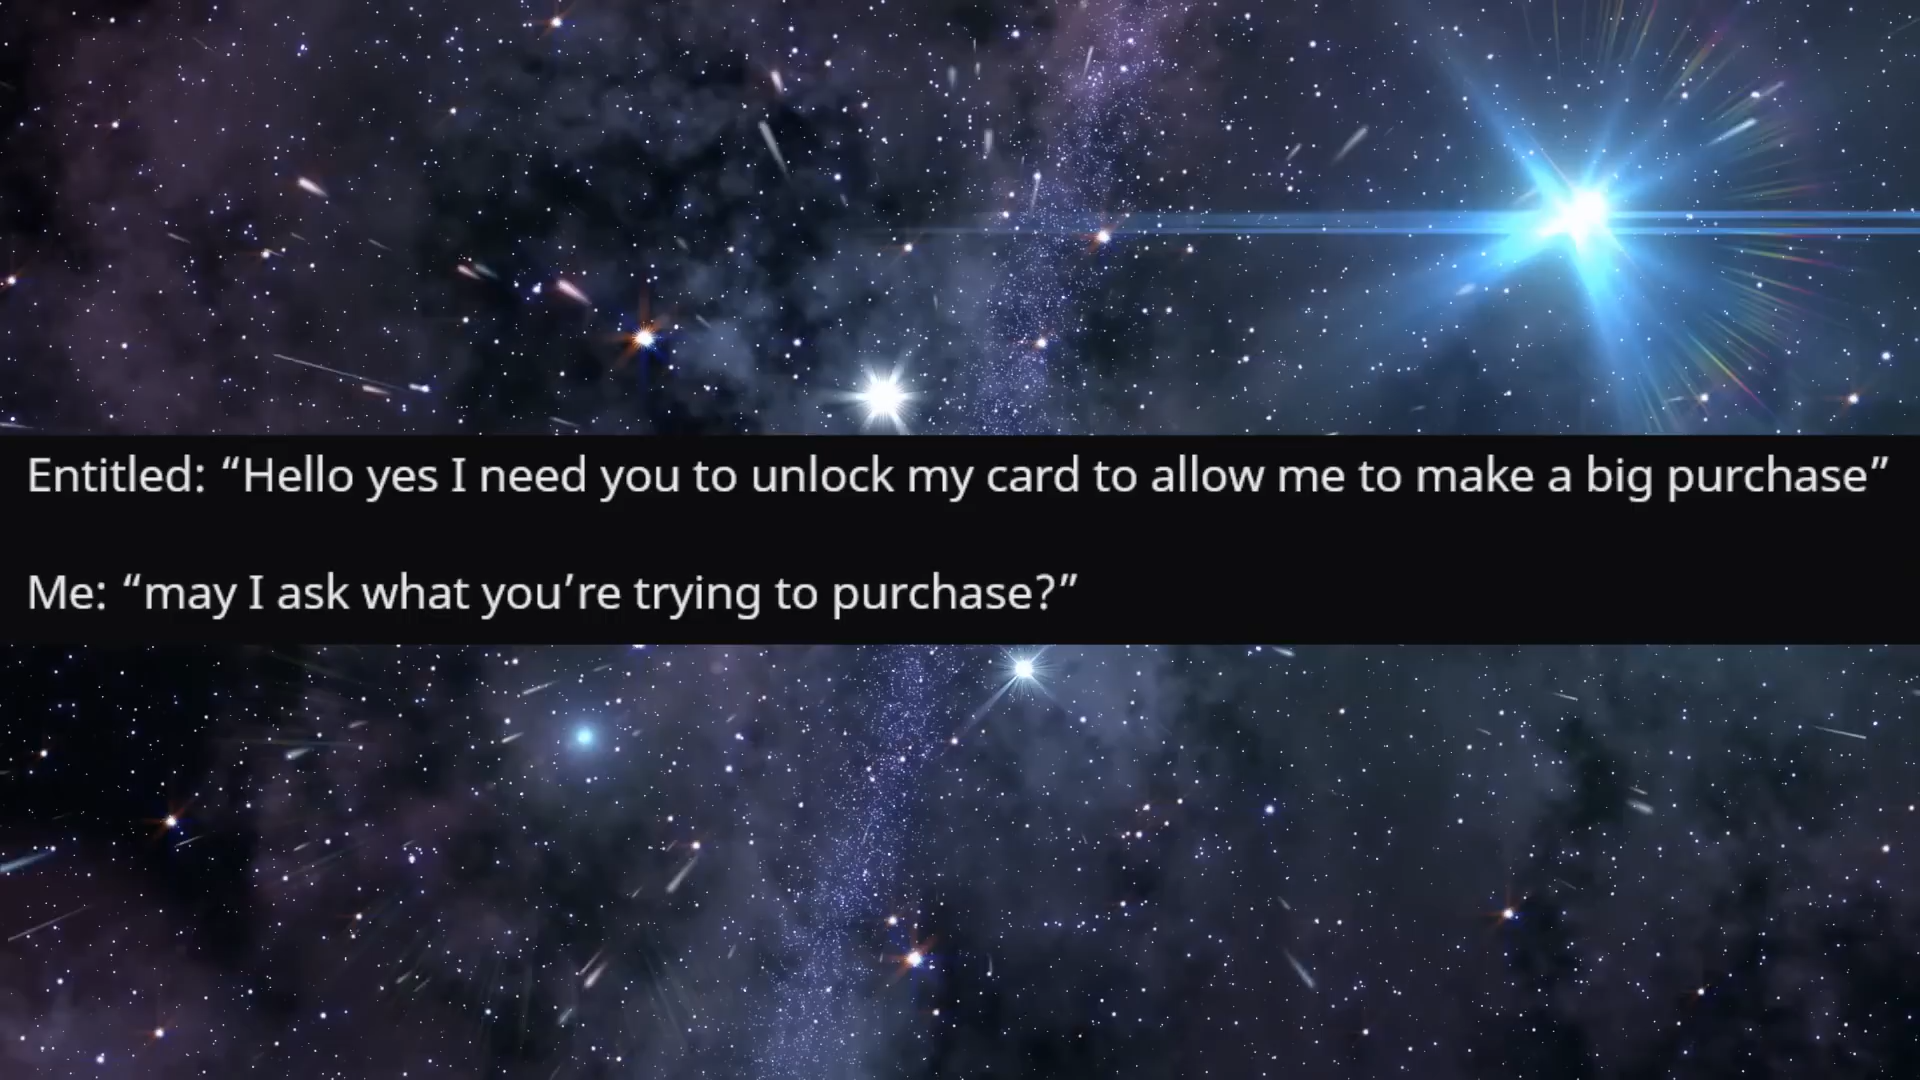 Entitled: “Hello yes I need you to unlock my card to allow me to make a big purchase”
Me: “may I ask what you’re trying to purchase?”